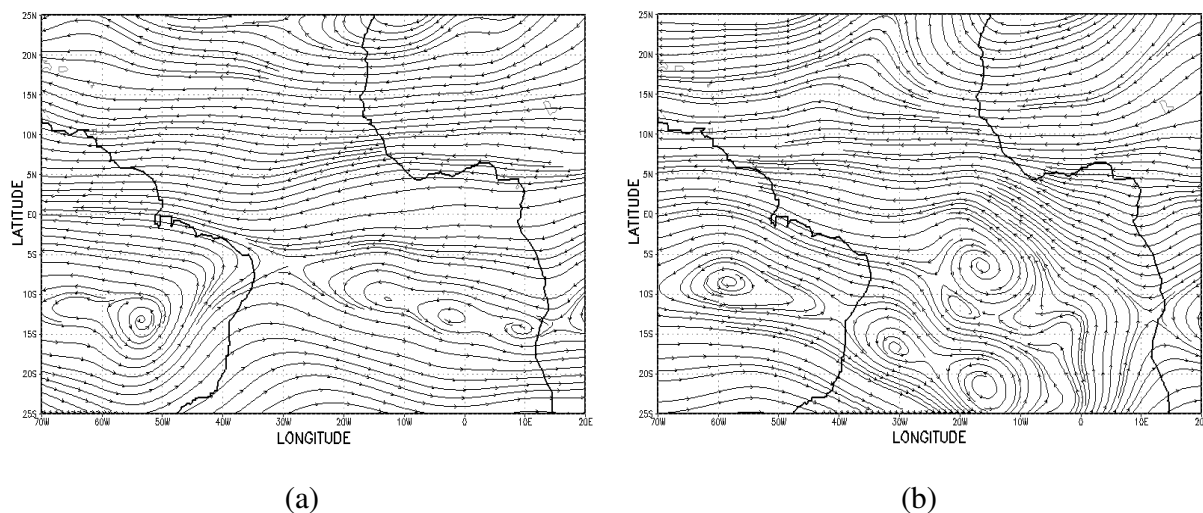 25N
20N
15N
10N
5N
EQ
5S
10S
15S
20S
25S
LATITUDE
70W 60W 50W 40W 30W 20W 10W 0 10E 20E
LONGITUDE
(a)
25N
20N
15N
10N
5N
EQ
5S
10S
15S
20S
25S
LATITUDE
70W 60W 50W 40W 30W 20W 10W 0 10E 20E
LONGITUDE
(b)